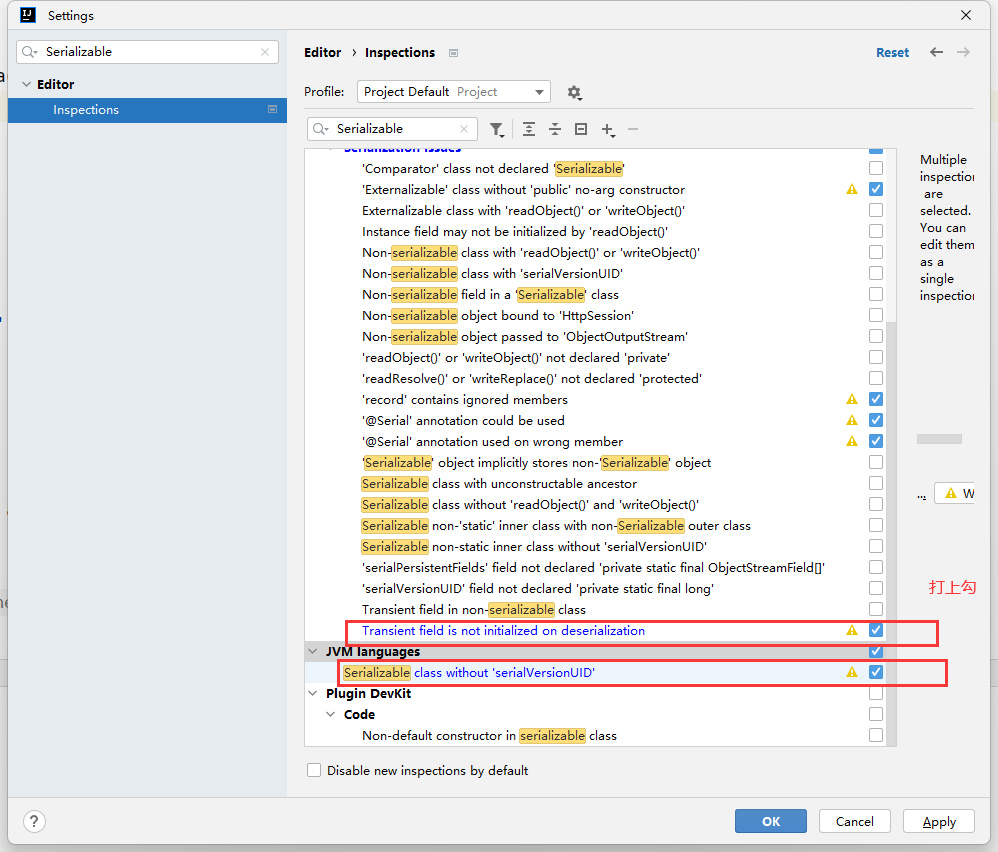 Settings
Serializable
Editor
Inspections
Editor › Inspections
Reset
Profile:
Project Default Project
Serializable
Serialization issues
'Comparator' class not declared 'Serializable'
'Externalizable' class without 'public' no-arg constructor
Externalizable class with 'readObject()' or 'writeObject()'
Instance field may not be initialized by 'readObject()'
Non-serializable class with 'readObject()' or 'writeObject()'
Non-serializable class with 'serialVersionUID'
Non-serializable field in a 'Serializable' class
Non-serializable object bound to 'HttpSession'
Non-serializable object passed to 'ObjectOutputStream'
'readObject()' or 'writeObject()' not declared 'private'
'readResolve()' or 'writeReplace()' not declared 'protected'
'record' contains ignored members
'@Serial' annotation could be used
'@Serial' annotation used on wrong member
'Serializable' object implicitly stores non-'Serializable' object
Serializable class with unconstructable ancestor
Serializable class without 'readObject()' and 'writeObject()'
Serializable non-'static' inner class with non-Serializable outer class
Serializable non-static inner class without 'serialVersionUID'
'serialPersistentFields' field not declared 'private static final ObjectStreamField[]'
'serialVersionUID' field not declared 'private static final long'
Transient field in non-serializable class
Transient field is not initialized on deserialization
JVM languages
Serializable class without 'serialVersionUID'
Plugin DevKit
Code
Non-default constructor in serializable class
Multiple
inspection
are
selected.
You can
edit them
as a
single
inspection
... W
打上勾
Disable new inspections by default
?
OK
Cancel
Apply